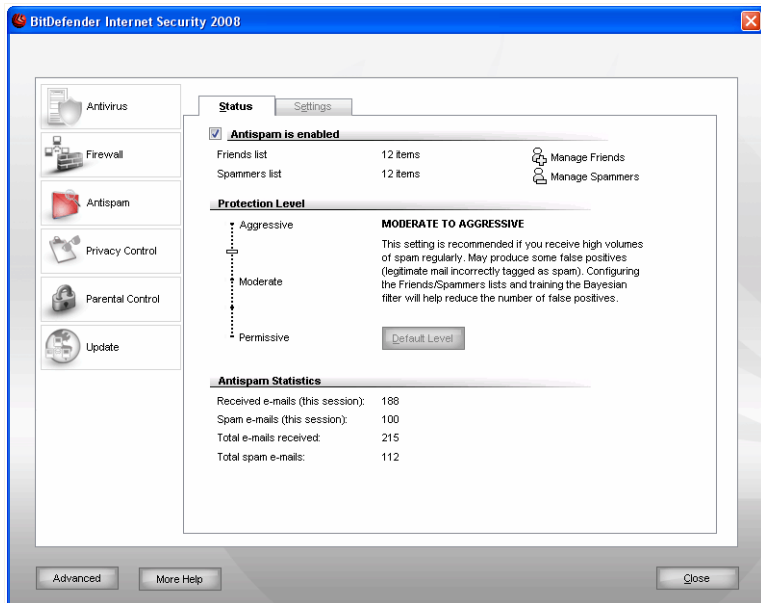 BitDefender Internet Security 2008
Antivirus
Firewall
Antispam
Privacy Control
Parental Control
Update
Status Settings
Antispam is enabled
Friends list 12 items Manage Friends
Spammers list 12 items Manage Spammers
Protection Level
Aggressive
Moderate
Permissive
MODERATE TO AGGRESSIVE
This setting is recommended if you receive high volumes
of spam regularly. May produce some false positives
(legitimate mail incorrectly tagged as spam). Configuring
the Friends/Spammers lists and training the Bayesian
filter will help reduce the number of false positives.
Default Level
Antispam Statistics
Received e-mails (this session): 188
Spam e-mails (this session): 100
Total e-mails received: 215
Total spam e-mails: 112
Advanced More Help Close